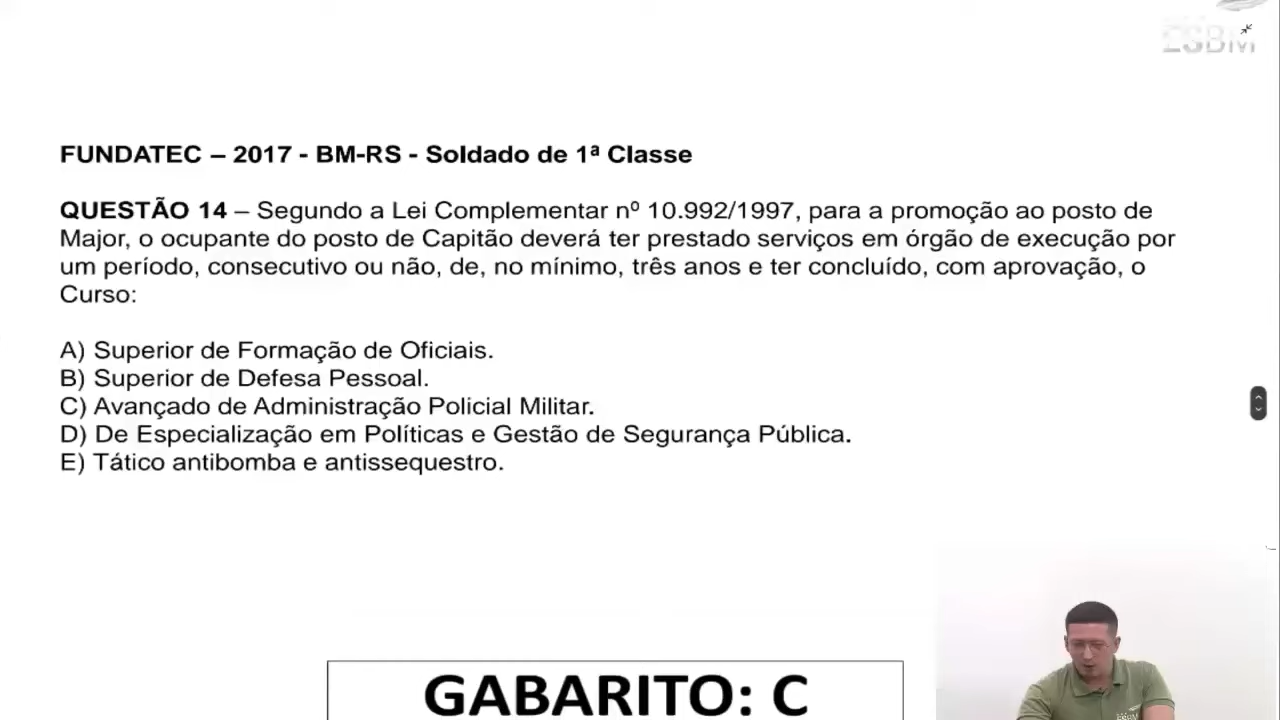 ESBM
FUNDATEC – 2017 - BM-RS - Soldado de 1ª Classe
QUESTÃO 14 – Segundo a Lei Complementar nº 10.992/1997, para a promoção ao posto de
Major, o ocupante do posto de Capitão deverá ter prestado serviços em órgão de execução por
um período, consecutivo ou não, de, no mínimo, três anos e ter concluído, com aprovação, o
Curso:
A) Superior de Formação de Oficiais.
B) Superior de Defesa Pessoal.
C) Avançado de Administração Policial Militar.
D) De Especialização em Políticas e Gestão de Segurança Pública.
E) Tático antibomba e antissequestro.
GABARITO: C
ESBM